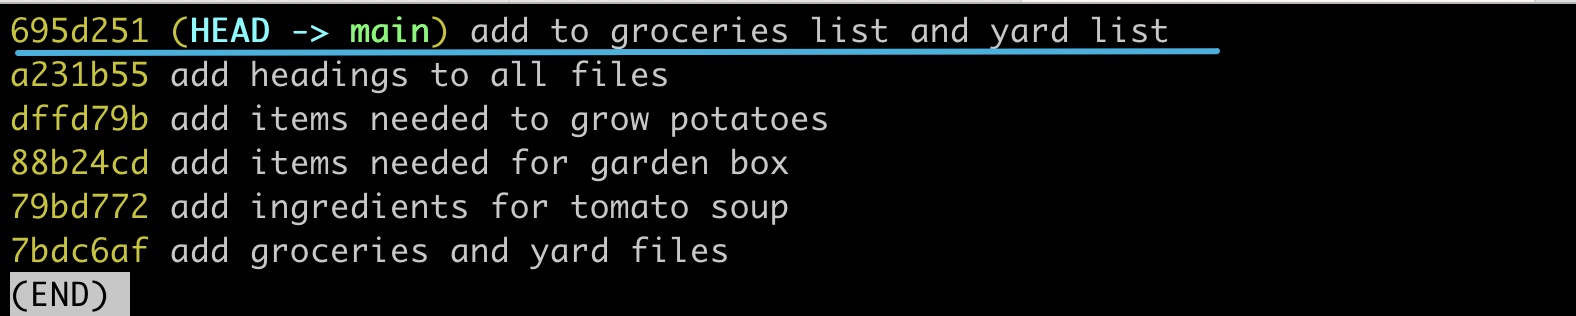 695d251 (HEAD -> main) add to groceries list and yard list
a231b55 add headings to all files
dffd79b add items needed to grow potatoes
88b24cd add items needed for garden box
79bd772 add ingredients for tomato soup
7bdc6af add groceries and yard files
(END)